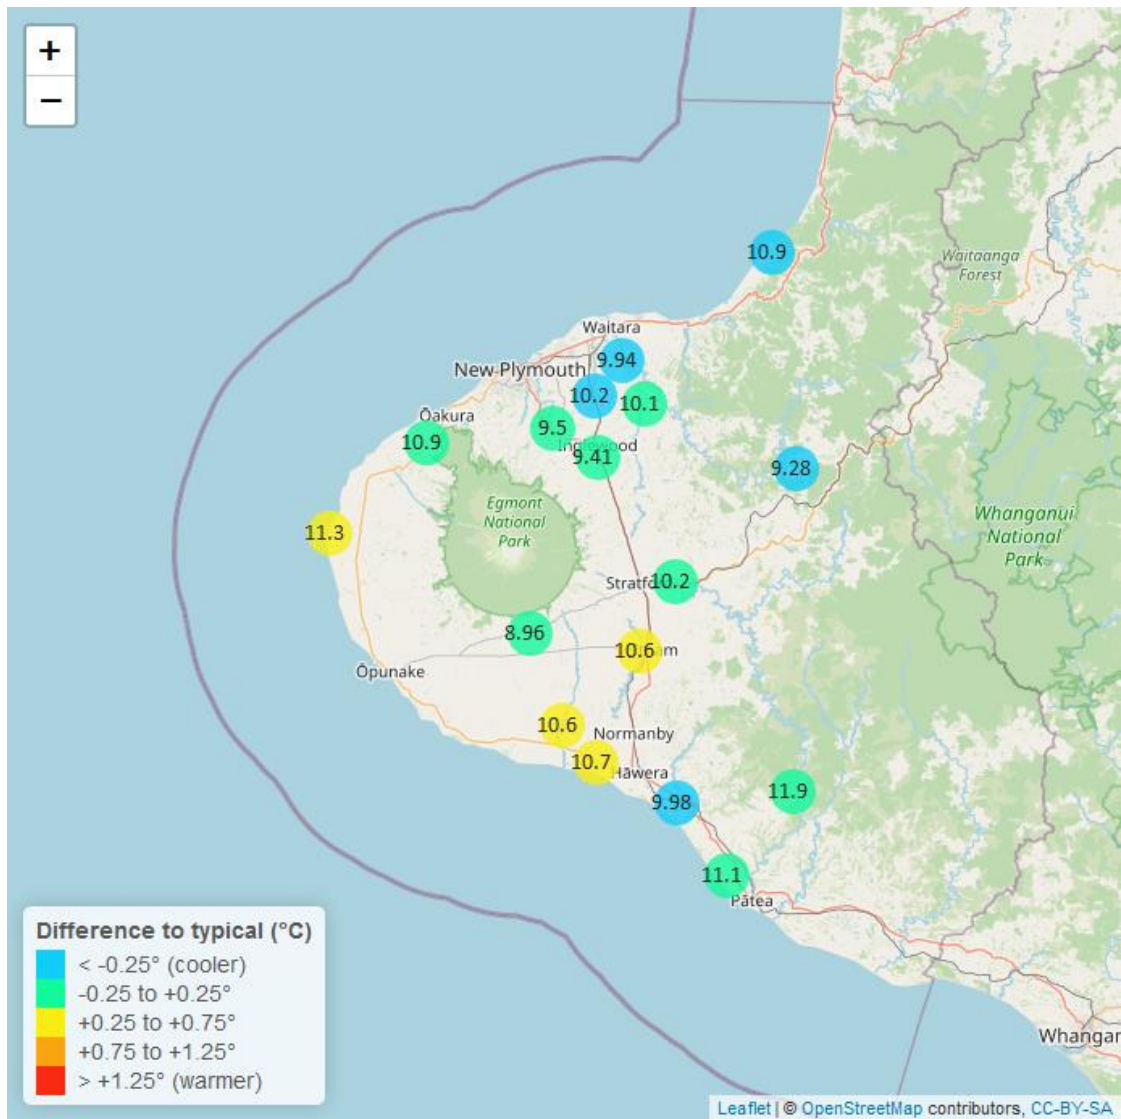 +
−
10.9
Waitaanga
Forest
Waitara
9.94
New Plymouth
10.2
10.1
Ōakura
9.5
10.9
Inglewood
9.41
9.28
Egmont
National
Park
Whanganui
National
Park
11.3
10.2
8.96
10.6
Ōpunake
10.6
Normanby
10.7
Hāwera
11.9
9.98
11.1
Pātea
Difference to typical (°C)
< -0.25° (cooler)
-0.25 to +0.25°
+0.25 to +0.75°
+0.75 to +1.25°
> +1.25° (warmer)
Whangar
Leaflet | © OpenStreetMap contributors, CC-BY-SA